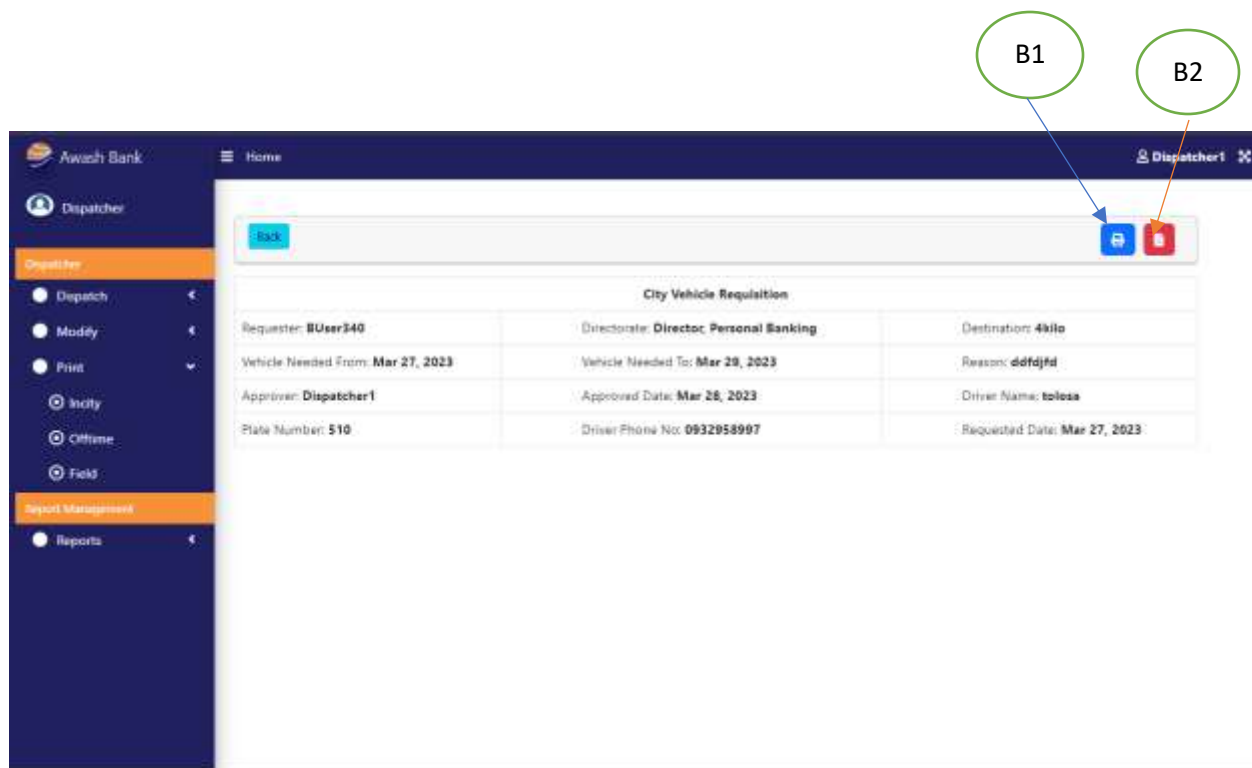 B1
B2
Awash Bank
Home
Dispatcher1
Dispatcher
Back
Dispatcher
Dispatch
Modify
Print
Incity
Offtime
Field
Report Management
Reports
City Vehicle Requisition
Requester: BUser340 Directorate: Director, Personal Banking Destination: 4kilo
Vehicle Needed From: Mar 27, 2023 Vehicle Needed To: Mar 29, 2023 Reason: ddfdjfd
Approver: Dispatcher1 Approved Date: Mar 28, 2023 Driver Name: tolosa
Plate Number: 510 Driver Phone No: 0932958997 Requested Date: Mar 27, 2023